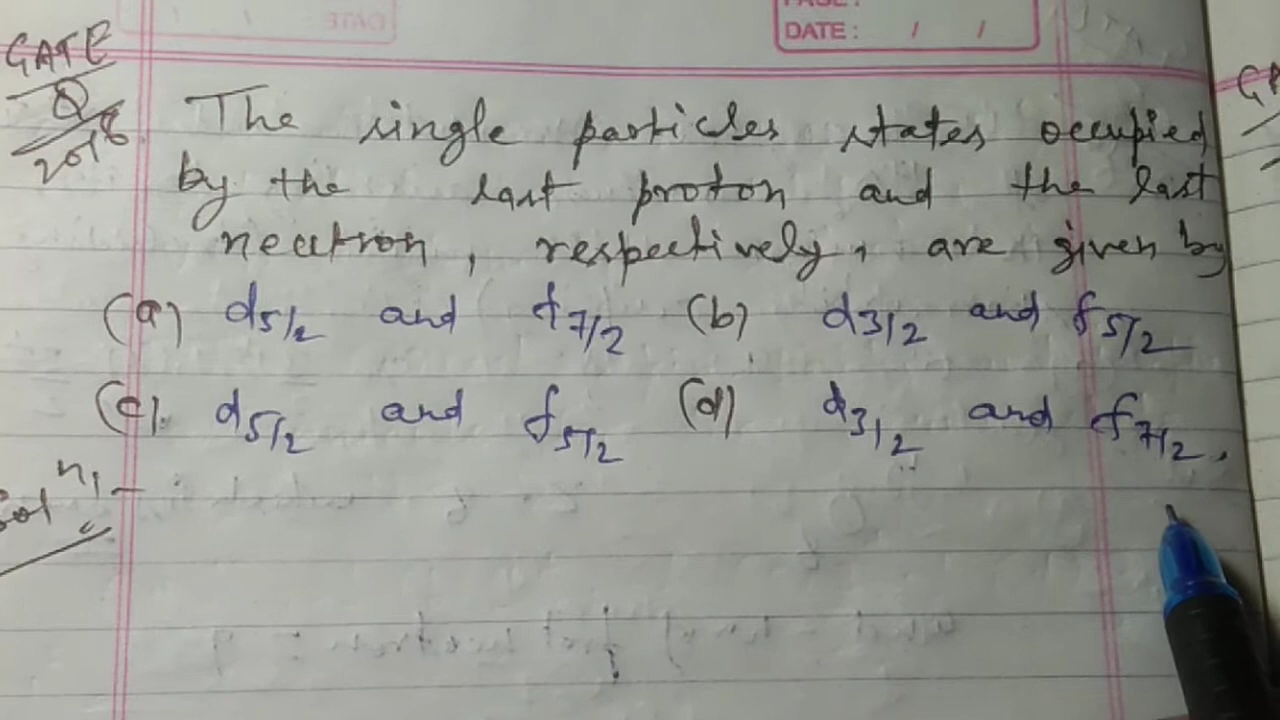 PAGE:
DATE: / /
GATE
Q
2018
The single particles states occupied
by the last proton and the last
neutron, respectively, are given by
(a) d5/2 and f7/2 (b) d3/2 and f5/2
(c) d5/2 and f5/2 (d) d3/2 and f7/2.
Soln:-